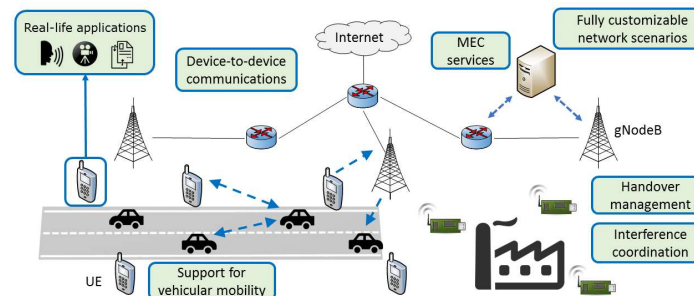 Real-life applications
Device-to-device
communications
Internet
MEC
services
Fully customizable
network scenarios
gNodeB
Handover
management
Interference
coordination
UE
Support for
vehicular mobility